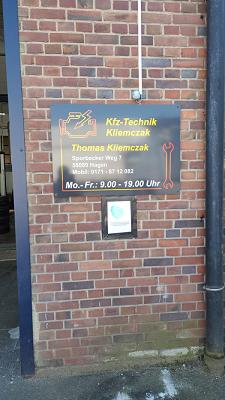 Kfz-Technik
Kliemczak
Thomas Kliemczak
Sporbecker Weg 7
58089 Hagen
Mobil: 0171 - 87 12 082
Mo.- Fr.: 9.00 - 19.00 Uhr